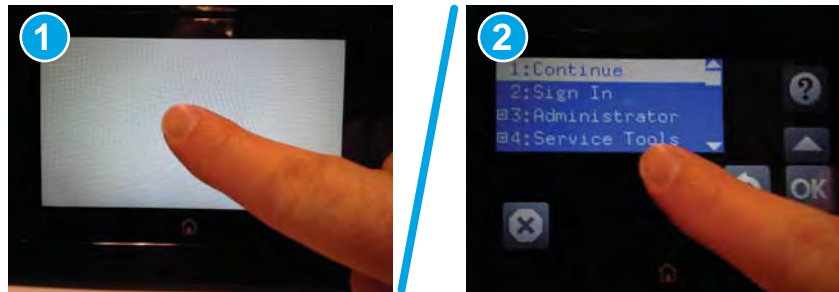 1
2
1:Continue
2:Sign In
⊞3:Administrator
⊞4:Service Tools
?
OK